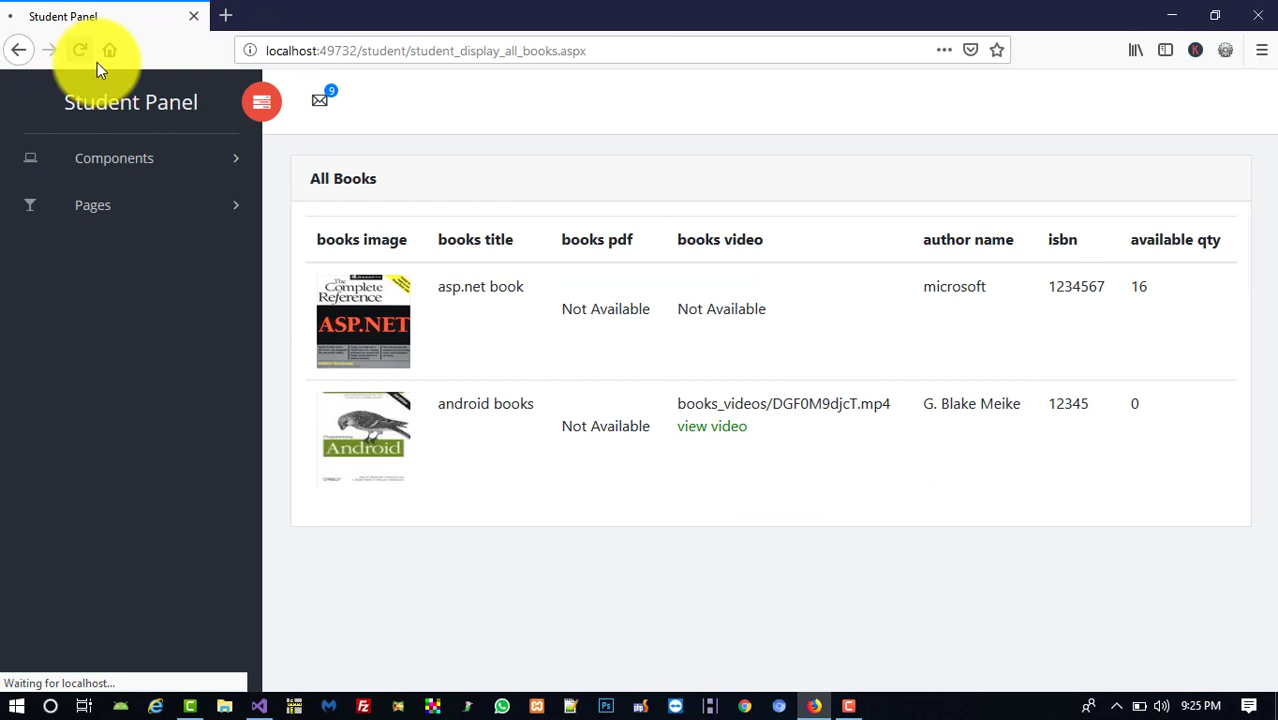 Student Panel
localhost:49732/student/student_display_all_books.aspx
Student Panel
9
Components
Pages
All Books
books image books title books pdf books video author name isbn available qty
The Complete Reference ASP.NET asp.net book Not Available Not Available microsoft 1234567 16
Programming Android android books Not Available books_videos/DGF0M9djcT.mp4 G. Blake Meike 12345 0
view video
Waiting for localhost...
9:25 PM